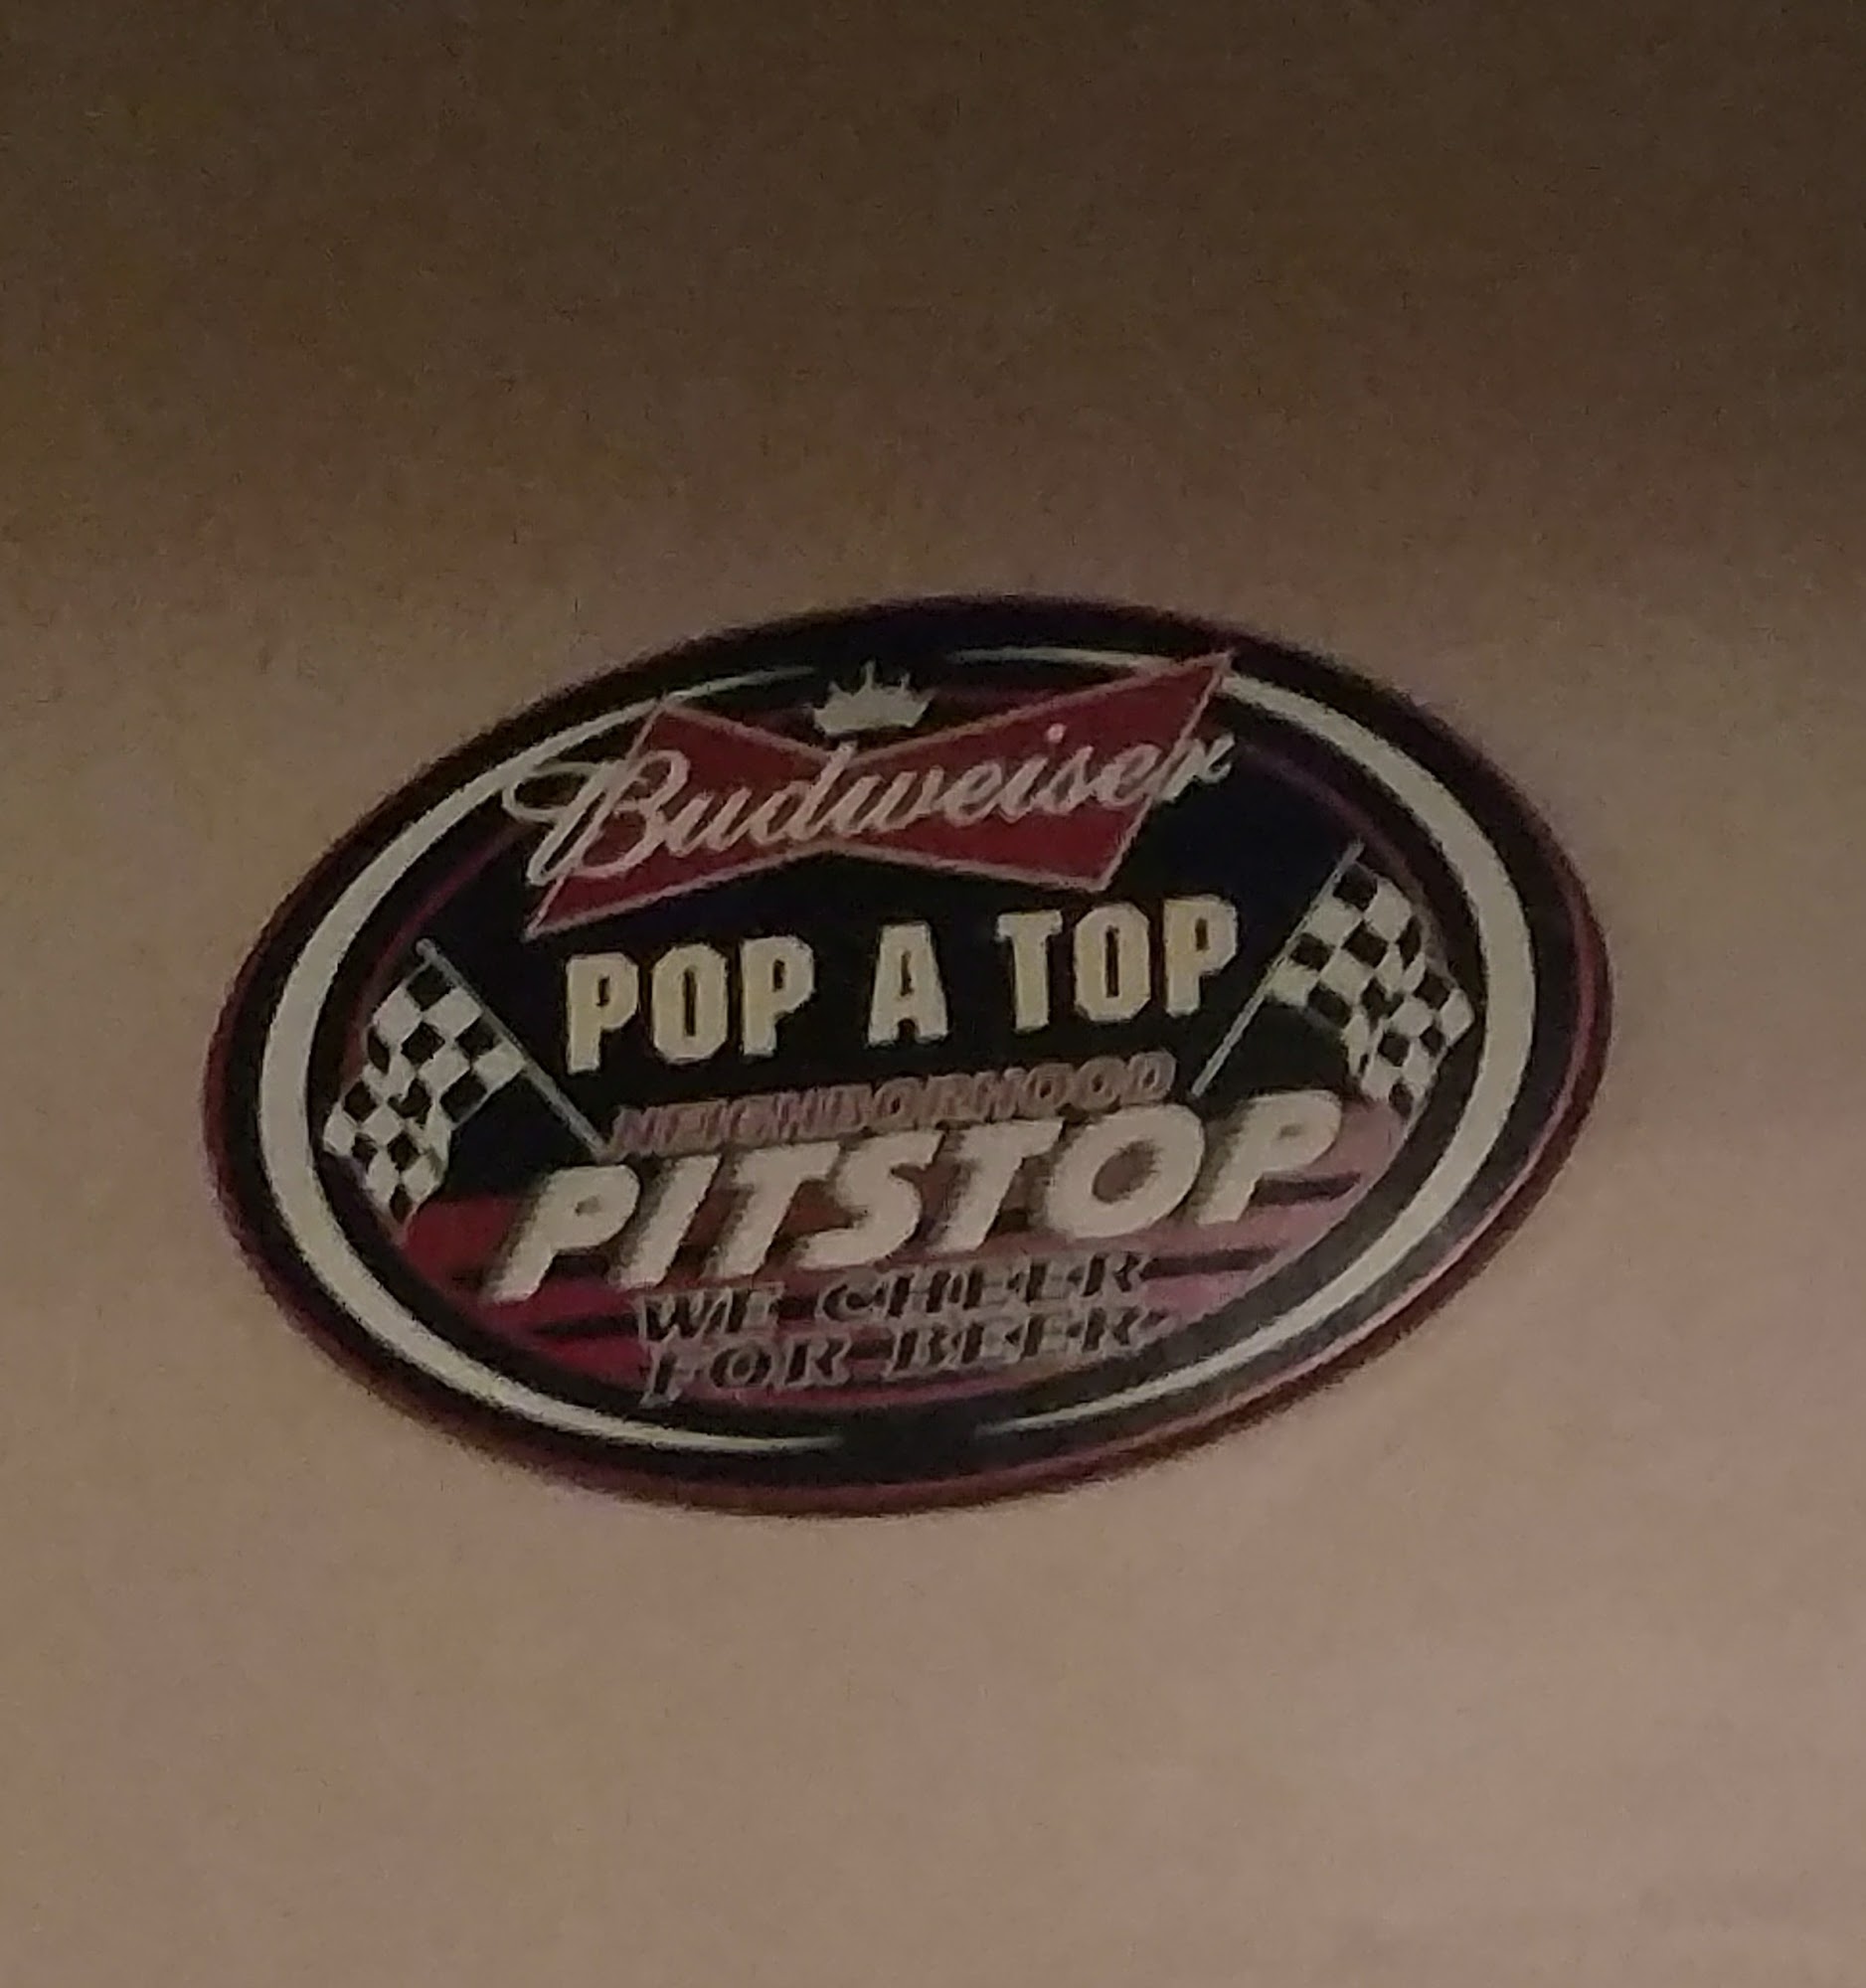 Budweiser
POP A TOP
NEIGHBORHOOD
PITSTOP
WE CHEER
FOR BEER